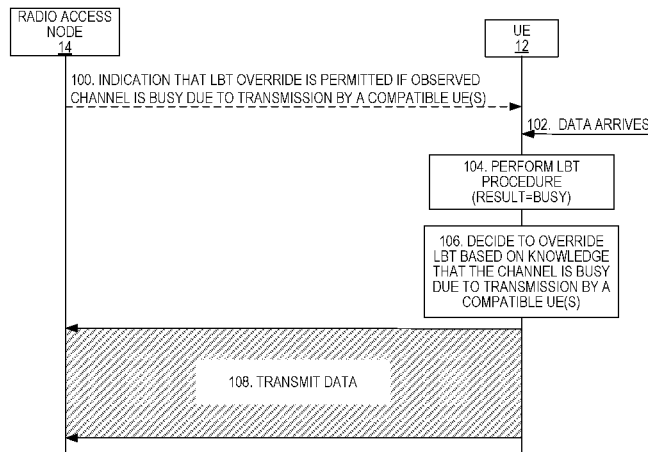 RADIO ACCESS
NODE
14
UE
12
100. INDICATION THAT LBT OVERRIDE IS PERMITTED IF OBSERVED
CHANNEL IS BUSY DUE TO TRANSMISSION BY A COMPATIBLE UE(S)
102. DATA ARRIVES
104. PERFORM LBT
PROCEDURE
(RESULT=BUSY)
106. DECIDE TO OVERRIDE
LBT BASED ON KNOWLEDGE
THAT THE CHANNEL IS BUSY
DUE TO TRANSMISSION BY A
COMPATIBLE UE(S)
108. TRANSMIT DATA